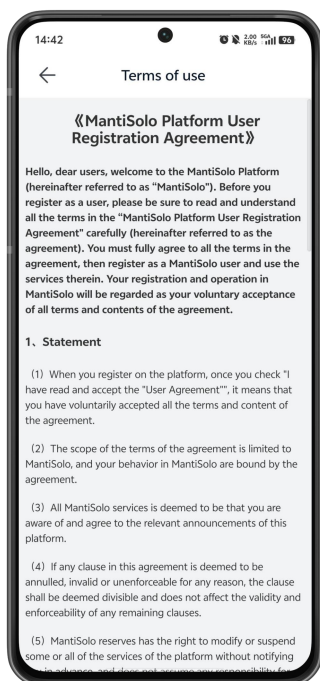 14:42
2.00 KB/s 5GA 96
Terms of use
《MantiSolo Platform User
Registration Agreement》
Hello, dear users, welcome to the MantiSolo Platform
(hereinafter referred to as "MantiSolo"). Before you
register as a user, please be sure to read and understand
all the terms in the "MantiSolo Platform User Registration
Agreement" carefully (hereinafter referred to as the
agreement). You must fully agree to all the terms in the
agreement, then register as a MantiSolo user and use the
services therein. Your registration and operation in
MantiSolo will be regarded as your voluntary acceptance
of all terms and contents of the agreement.
1、Statement
(1) When you register on the platform, once you check "I
have read and accept the "User Agreement"", it means that
you have voluntarily accepted all the terms and content of
the agreement.
(2) The scope of the terms of the agreement is limited to
MantiSolo, and your behavior in MantiSolo are bound by the
agreement.
(3) All MantiSolo services is deemed to be that you are
aware of and agree to the relevant announcements of this
platform.
(4) If any clause in this agreement is deemed to be
annulled, invalid or unenforceable for any reason, the clause
shall be deemed divisible and does not affect the validity and
enforceability of any remaining clauses.
(5) MantiSolo reserves has the right to modify or suspend
some or all of the services of the platform without notifying
in advance, and does not assume any responsibility for